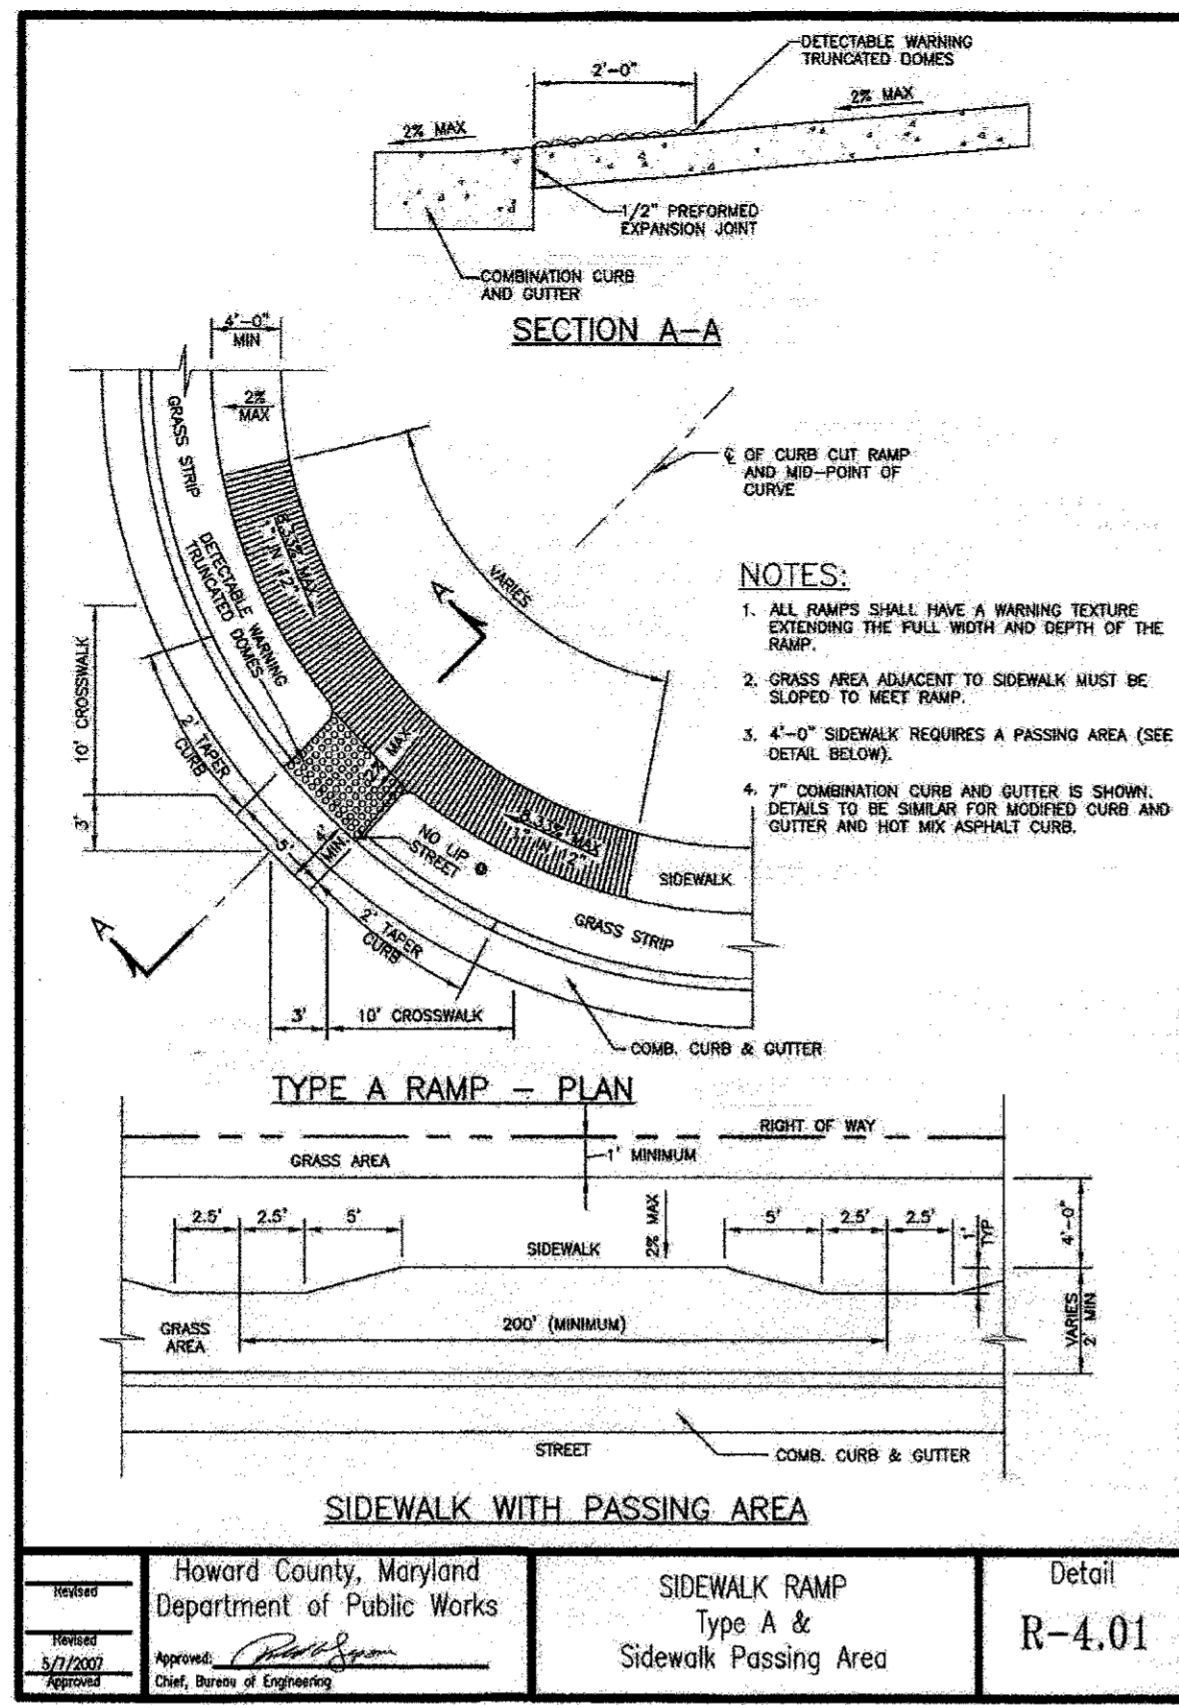 DETECTABLE WARNING
TRUNCATED DOMES
2'-0"
2% MAX
2% MAX
1/2" PREFORMED
EXPANSION JOINT
COMBINATION CURB
AND GUTTER
SECTION A-A
4'-0"
MIN
2%
MAX
GRASS STRIP
℄ OF CURB CUT RAMP
AND MID-POINT OF
CURVE
8.33% MAX
1" IN 12"
VARIES
A
DETECTABLE WARNING
TRUNCATED DOMES
10' CROSSWALK
3'
2' TAPER
CURB
5'
4'
MIN.
2%
MAX
NO LIP @
STREET
8.33% MAX
1" IN 12"
SIDEWALK
GRASS STRIP
2' TAPER
CURB
A
3'
10' CROSSWALK
COMB. CURB & GUTTER
NOTES:
1. ALL RAMPS SHALL HAVE A WARNING TEXTURE
EXTENDING THE FULL WIDTH AND DEPTH OF THE
RAMP.
2. GRASS AREA ADJACENT TO SIDEWALK MUST BE
SLOPED TO MEET RAMP.
3. 4'-0" SIDEWALK REQUIRES A PASSING AREA (SEE
DETAIL BELOW).
4. 7" COMBINATION CURB AND GUTTER IS SHOWN.
DETAILS TO BE SIMILAR FOR MODIFIED CURB AND
GUTTER AND HOT MIX ASPHALT CURB.
TYPE A RAMP - PLAN
RIGHT OF WAY
GRASS AREA
1' MINIMUM
2.5'
2.5'
5'
SIDEWALK
2% MAX
5'
2.5'
2.5'
1'
TYP
4'-0"
GRASS
AREA
200' (MINIMUM)
VARIES
2' MIN
STREET
COMB. CURB & GUTTER
SIDEWALK WITH PASSING AREA
Revised
Revised
5/7/2007
Approved
Howard County, Maryland
Department of Public Works
Approved:
Chief, Bureau of Engineering
SIDEWALK RAMP
Type A &
Sidewalk Passing Area
Detail
R-4.01